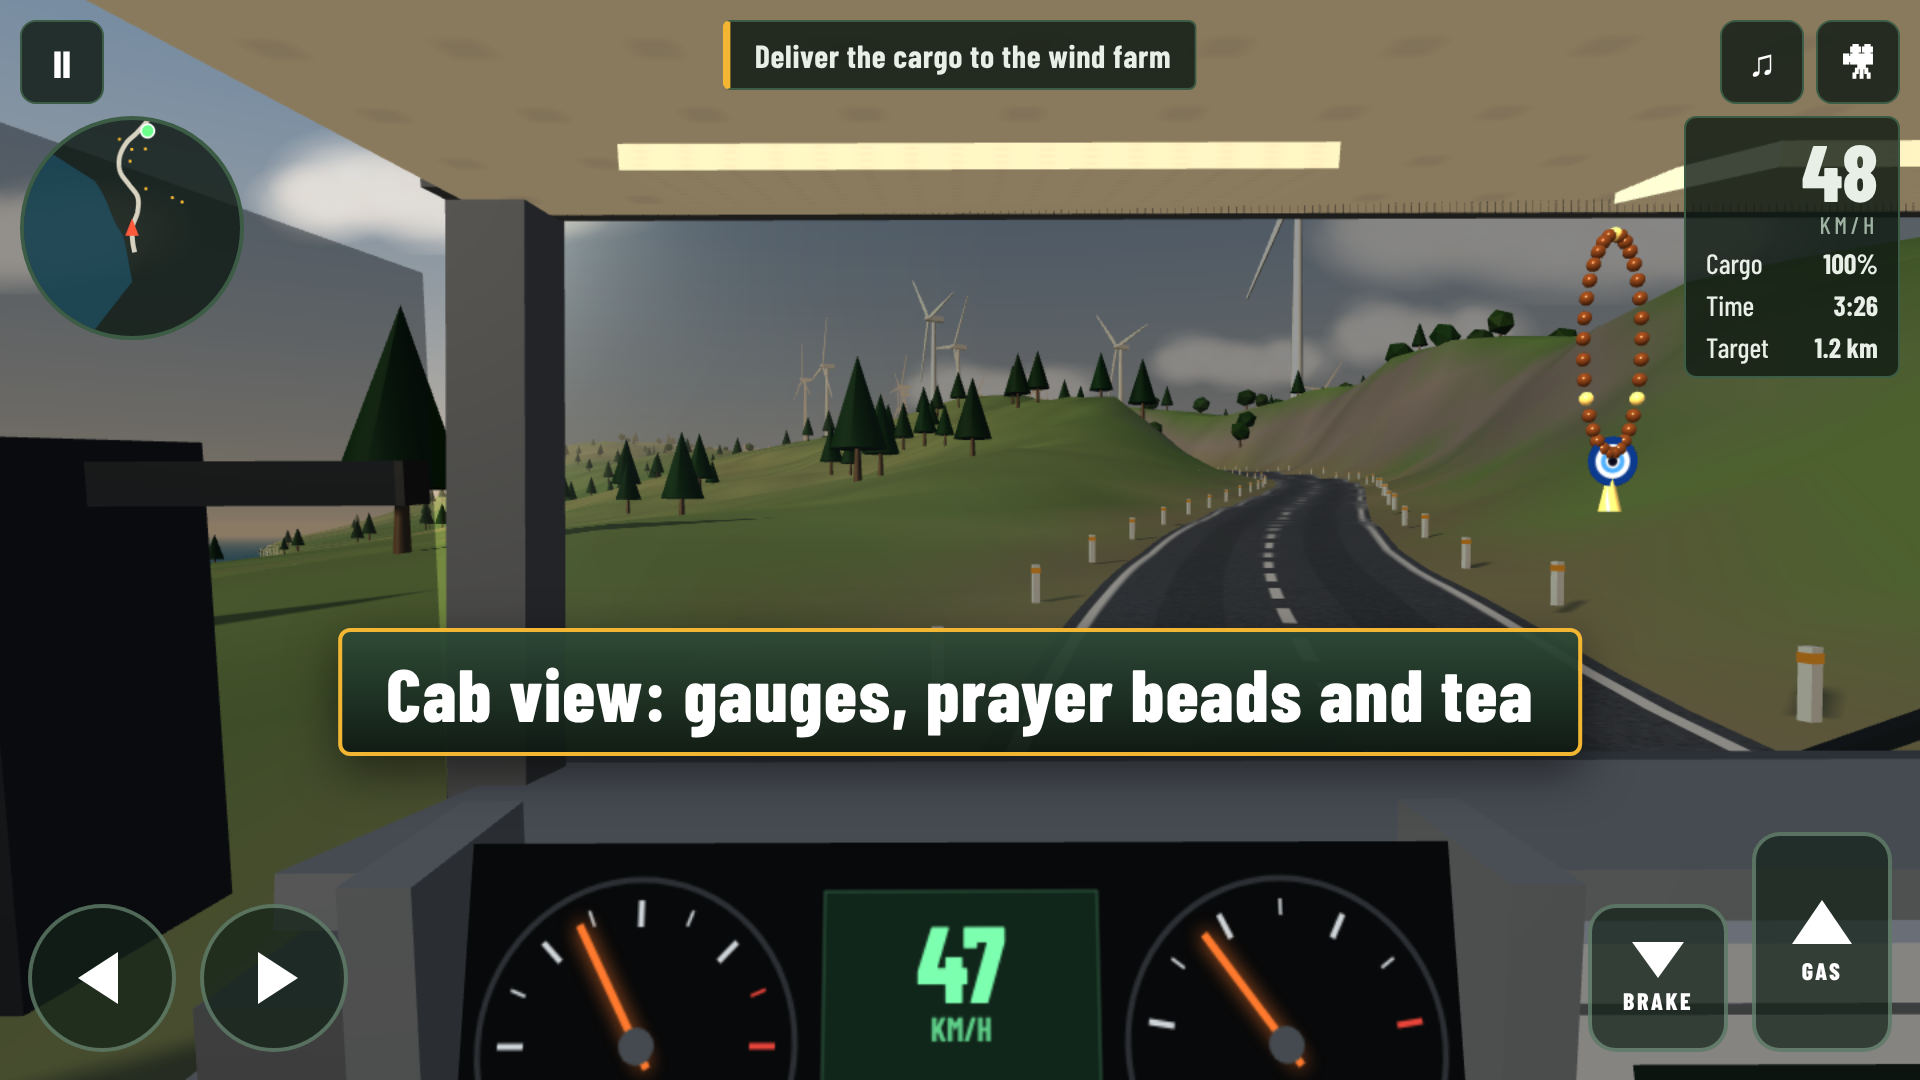 Deliver the cargo to the wind farm
48
KM/H
Cargo 100%
Time 3:26
Target 1.2 km
Cab view: gauges, prayer beads and tea
47
KM/H
BRAKE
GAS